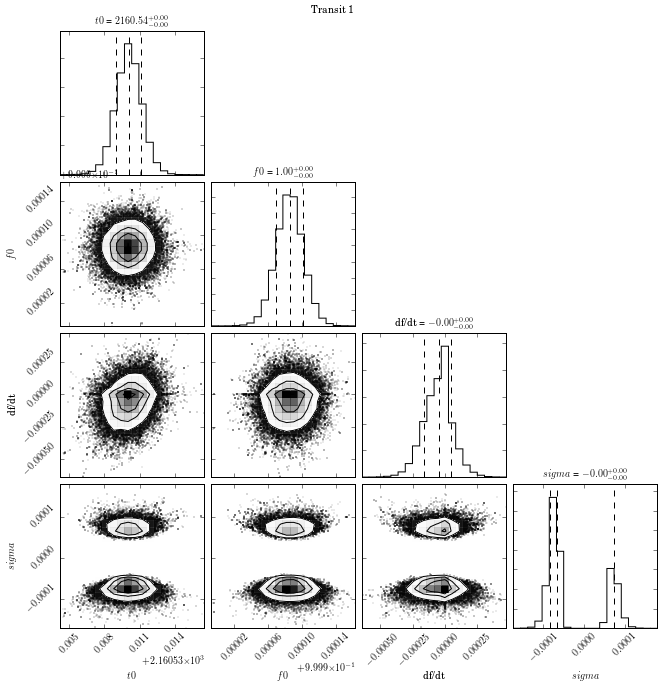 Transit 1
t0 = 2160.54 +0.00 −0.00
f0 = 1.00 +0.00 −0.00
f0
0.00014
0.00010
0.00006
0.00002
df/dt = −0.00 +0.00 −0.00
df/dt
0.00025
0.00000
−0.00025
−0.00050
sigma = −0.00 +0.00 −0.00
sigma
0.0001
0.0000
−0.0001
0.005 0.008 0.011 0.014
+2.16053×10³
t0
0.00002 0.00006 0.00010 0.00014
+9.999×10⁻¹
f0
−0.00050 −0.00025 0.00000 0.00025
df/dt
−0.0001 0.0000 0.0001
sigma